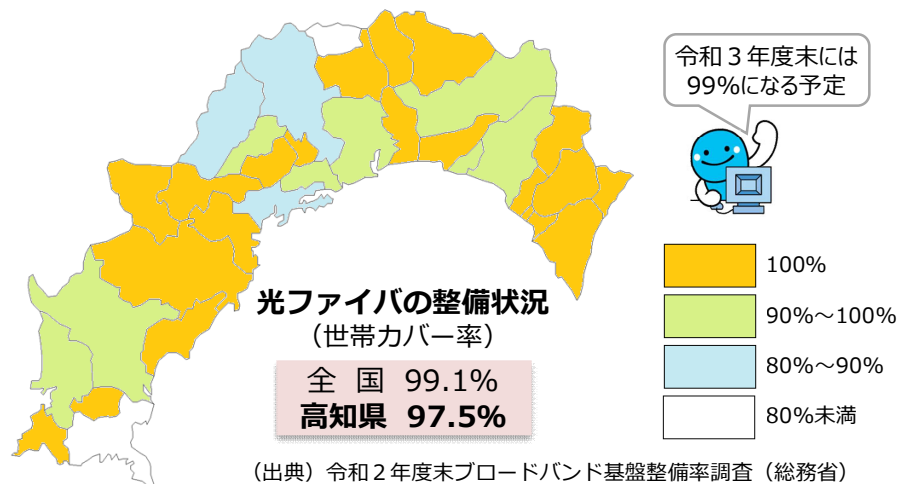 令和３年度末には
99%になる予定
100%
90%～100%
80%～90%
80%未満
光ファイバの整備状況
（世帯カバー率）
全 国 99.1%
高知県 97.5%
（出典）令和２年度末ブロードバンド基盤整備率調査（総務省）